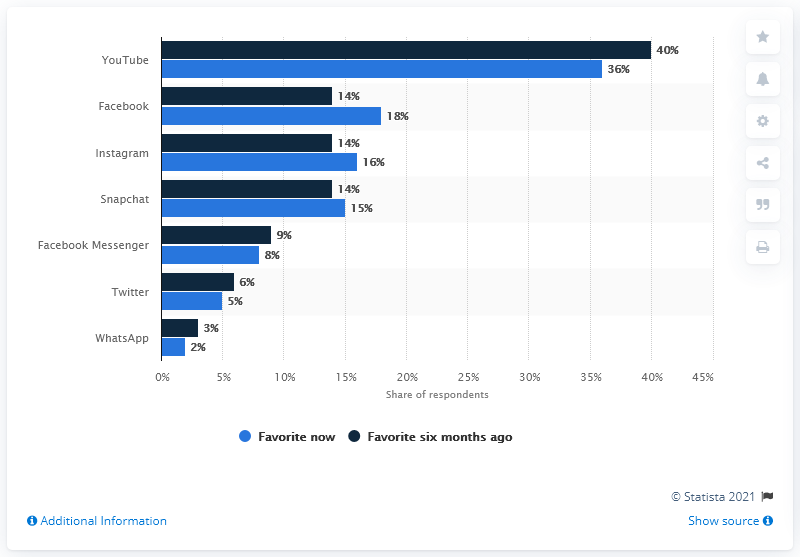 YouTube
40%
36%
Facebook
14%
18%
Instagram
14%
16%
Snapchat
14%
15%
Facebook Messenger
9%
8%
Twitter
6%
5%
WhatsApp
3%
2%
0% 5% 10% 15% 20% 25% 30% 35% 40% 45%
Share of respondents
Favorite now Favorite six months ago
© Statista 2021
Additional Information Show source